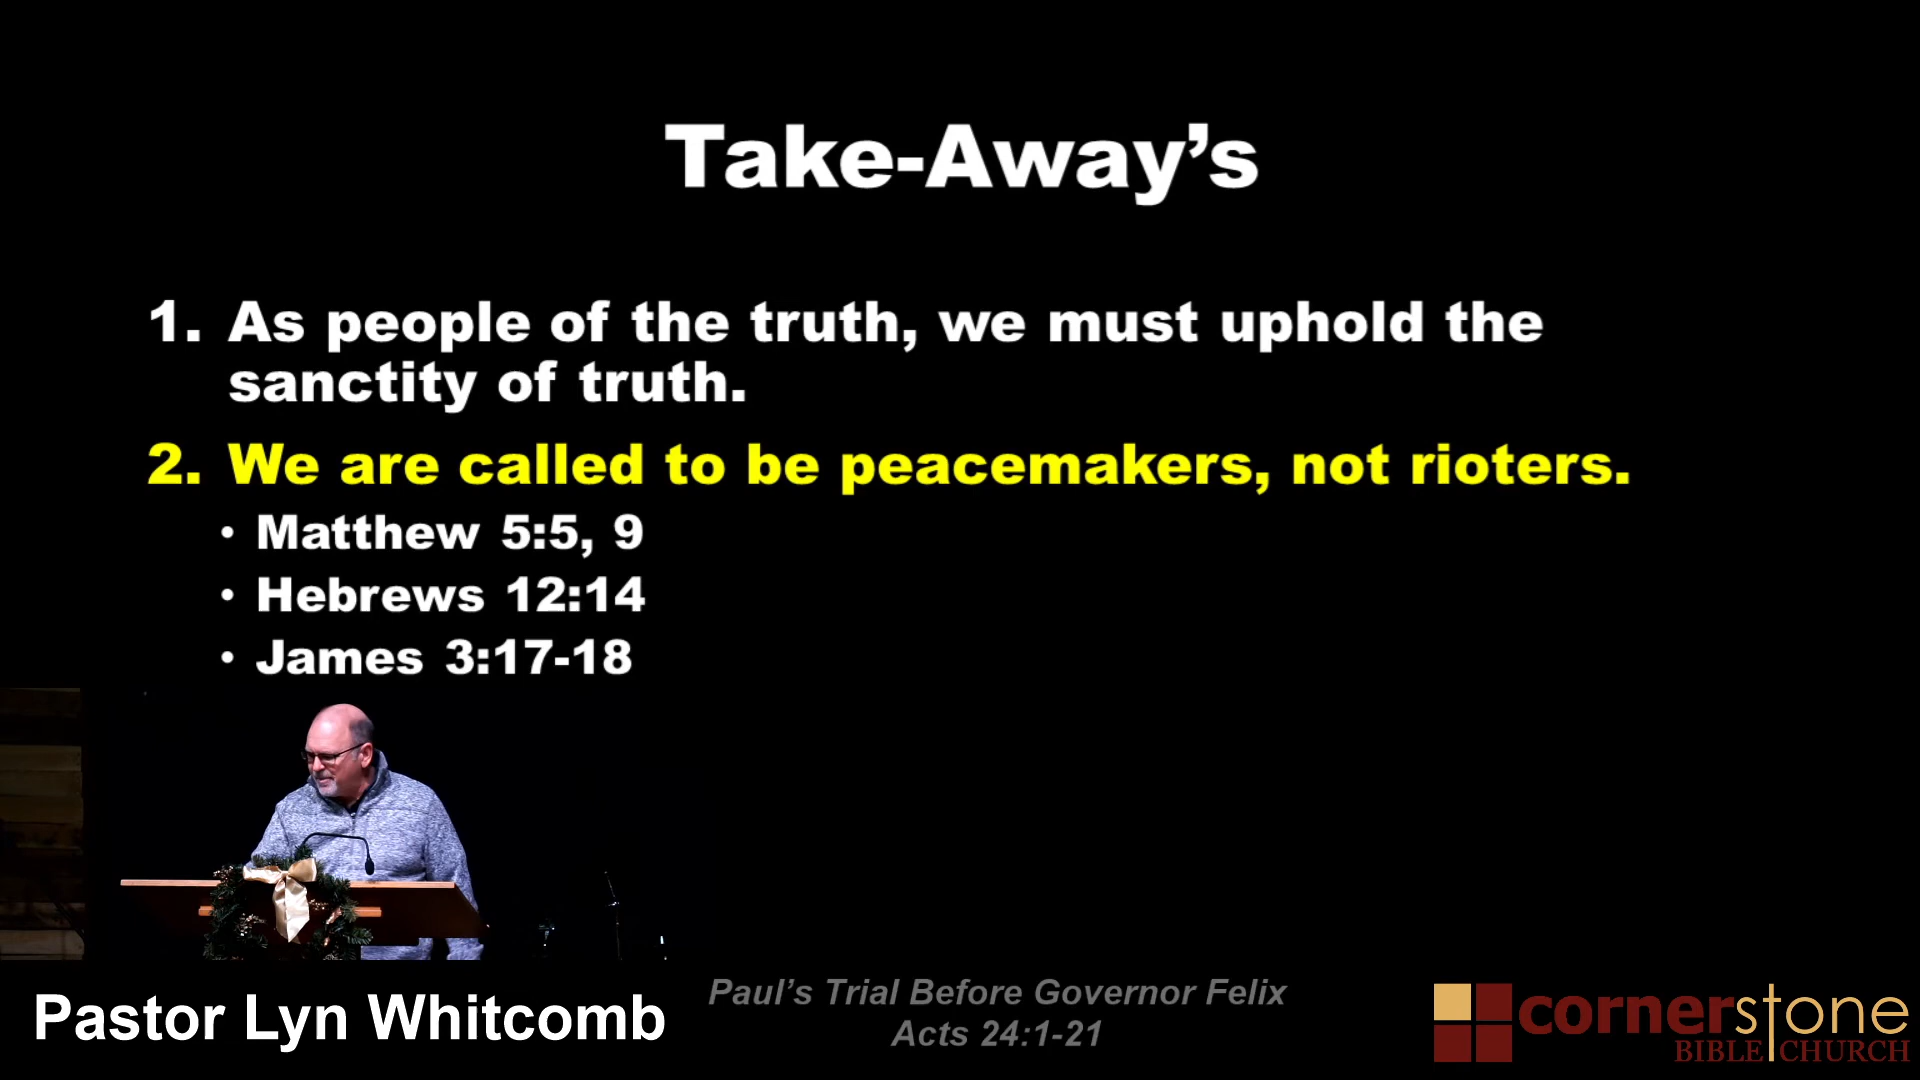 Take-Away’s
1. As people of the truth, we must uphold the
sanctity of truth.
2. We are called to be peacemakers, not rioters.
• Matthew 5:5, 9
• Hebrews 12:14
• James 3:17-18
Pastor Lyn Whitcomb
Paul’s Trial Before Governor Felix
Acts 24:1-21
cornerstone
BIBLE CHURCH